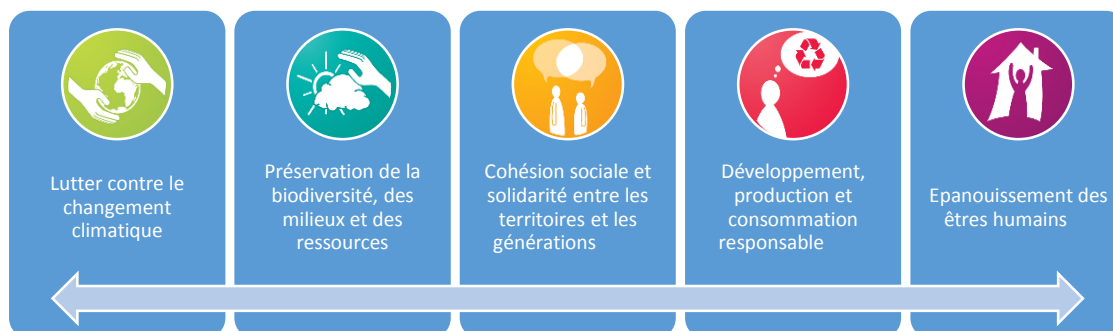 Lutter contre le
changement
climatique
Préservation de la
biodiversité, des
milieux et des
ressources
Cohésion sociale et
solidarité entre les
territoires et les
générations
Développement,
production et
consommation
responsable
Epanouissement des
êtres humains